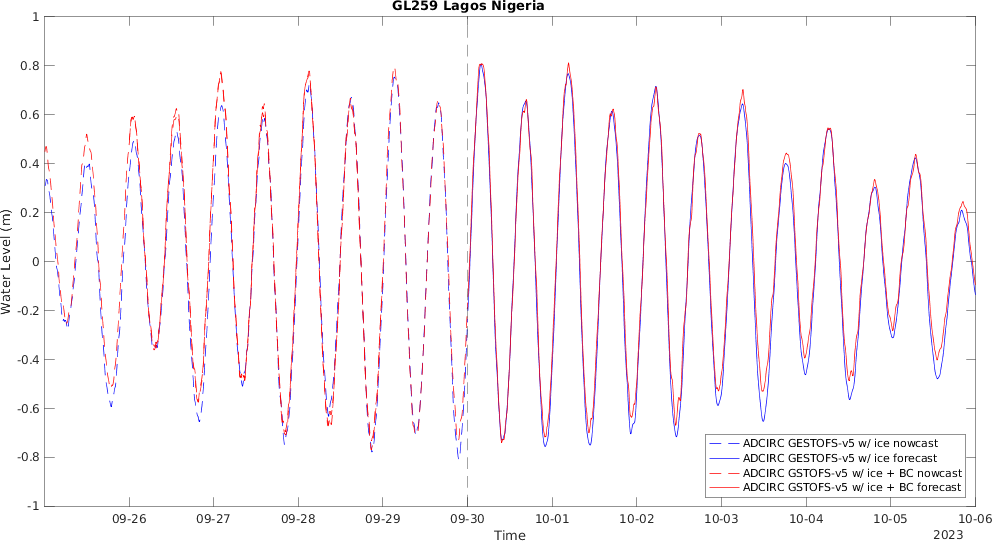 GL259 Lagos Nigeria
1
0.8
0.6
0.4
0.2
0
-0.2
-0.4
-0.6
-0.8
-1
Water Level (m)
ADCIRC GESTOFS-v5 w/ ice nowcast
ADCIRC GESTOFS-v5 w/ ice forecast
ADCIRC GSTOFS-v5 w/ ice + BC nowcast
ADCIRC GSTOFS-v5 w/ ice + BC forecast
09-26 09-27 09-28 09-29 09-30 10-01 10-02 10-03 10-04 10-05 10-06
Time
2023